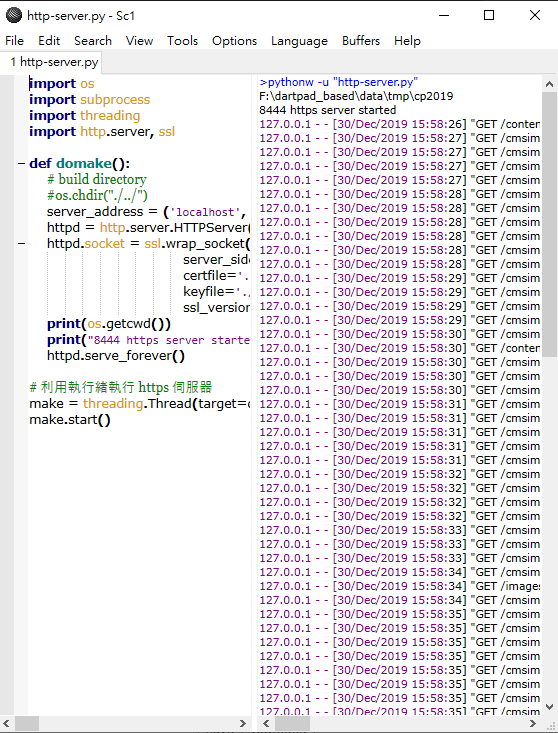 http-server.py - Sc1
File Edit Search View Tools Options Language Buffers Help
1 http-server.py
import os
import subprocess
import threading
import http.server, ssl
def domake():
# build directory
#os.chdir("./../")
server_address = ('localhost',
httpd = http.server.HTTPServer(
httpd.socket = ssl.wrap_socket(
server_side
certfile='.
keyfile='./
ssl_version
print(os.getcwd())
print("8444 https server starte
httpd.serve_forever()
# 利用執行緒執行 https 伺服器
make = threading.Thread(target=d
make.start()
>pythonw -u "http-server.py"
F:\dartpad_based\data\tmp\cp2019
8444 https server started
127.0.0.1 - - [30/Dec/2019 15:58:26] "GET /conten
127.0.0.1 - - [30/Dec/2019 15:58:27] "GET /cmsim
127.0.0.1 - - [30/Dec/2019 15:58:27] "GET /cmsim
127.0.0.1 - - [30/Dec/2019 15:58:27] "GET /cmsim
127.0.0.1 - - [30/Dec/2019 15:58:27] "GET /cmsim
127.0.0.1 - - [30/Dec/2019 15:58:28] "GET /cmsim
127.0.0.1 - - [30/Dec/2019 15:58:28] "GET /cmsim
127.0.0.1 - - [30/Dec/2019 15:58:28] "GET /cmsim
127.0.0.1 - - [30/Dec/2019 15:58:28] "GET /cmsim
127.0.0.1 - - [30/Dec/2019 15:58:28] "GET /cmsim
127.0.0.1 - - [30/Dec/2019 15:58:28] "GET /cmsim
127.0.0.1 - - [30/Dec/2019 15:58:29] "GET /cmsim
127.0.0.1 - - [30/Dec/2019 15:58:29] "GET /cmsim
127.0.0.1 - - [30/Dec/2019 15:58:29] "GET /cmsim
127.0.0.1 - - [30/Dec/2019 15:58:29] "GET /cmsim
127.0.0.1 - - [30/Dec/2019 15:58:30] "GET /cmsim
127.0.0.1 - - [30/Dec/2019 15:58:30] "GET /conten
127.0.0.1 - - [30/Dec/2019 15:58:30] "GET /cmsim
127.0.0.1 - - [30/Dec/2019 15:58:30] "GET /cmsim
127.0.0.1 - - [30/Dec/2019 15:58:30] "GET /cmsim
127.0.0.1 - - [30/Dec/2019 15:58:31] "GET /cmsim
127.0.0.1 - - [30/Dec/2019 15:58:31] "GET /cmsim
127.0.0.1 - - [30/Dec/2019 15:58:31] "GET /cmsim
127.0.0.1 - - [30/Dec/2019 15:58:31] "GET /cmsim
127.0.0.1 - - [30/Dec/2019 15:58:31] "GET /cmsim
127.0.0.1 - - [30/Dec/2019 15:58:32] "GET /cmsim
127.0.0.1 - - [30/Dec/2019 15:58:32] "GET /cmsim
127.0.0.1 - - [30/Dec/2019 15:58:32] "GET /cmsim
127.0.0.1 - - [30/Dec/2019 15:58:32] "GET /cmsim
127.0.0.1 - - [30/Dec/2019 15:58:33] "GET /cmsim
127.0.0.1 - - [30/Dec/2019 15:58:33] "GET /cmsim
127.0.0.1 - - [30/Dec/2019 15:58:33] "GET /cmsim
127.0.0.1 - - [30/Dec/2019 15:58:34] "GET /cmsim
127.0.0.1 - - [30/Dec/2019 15:58:34] "GET /images
127.0.0.1 - - [30/Dec/2019 15:58:34] "GET /cmsim
127.0.0.1 - - [30/Dec/2019 15:58:35] "GET /cmsim
127.0.0.1 - - [30/Dec/2019 15:58:35] "GET /cmsim
127.0.0.1 - - [30/Dec/2019 15:58:35] "GET /cmsim
127.0.0.1 - - [30/Dec/2019 15:58:35] "GET /cmsim
127.0.0.1 - - [30/Dec/2019 15:58:35] "GET /cmsim
127.0.0.1 - - [30/Dec/2019 15:58:35] "GET /cmsim
127.0.0.1 - - [30/Dec/2019 15:58:35] "GET /cmsim
127.0.0.1 - - [30/Dec/2019 15:58:35] "GET /cmsim